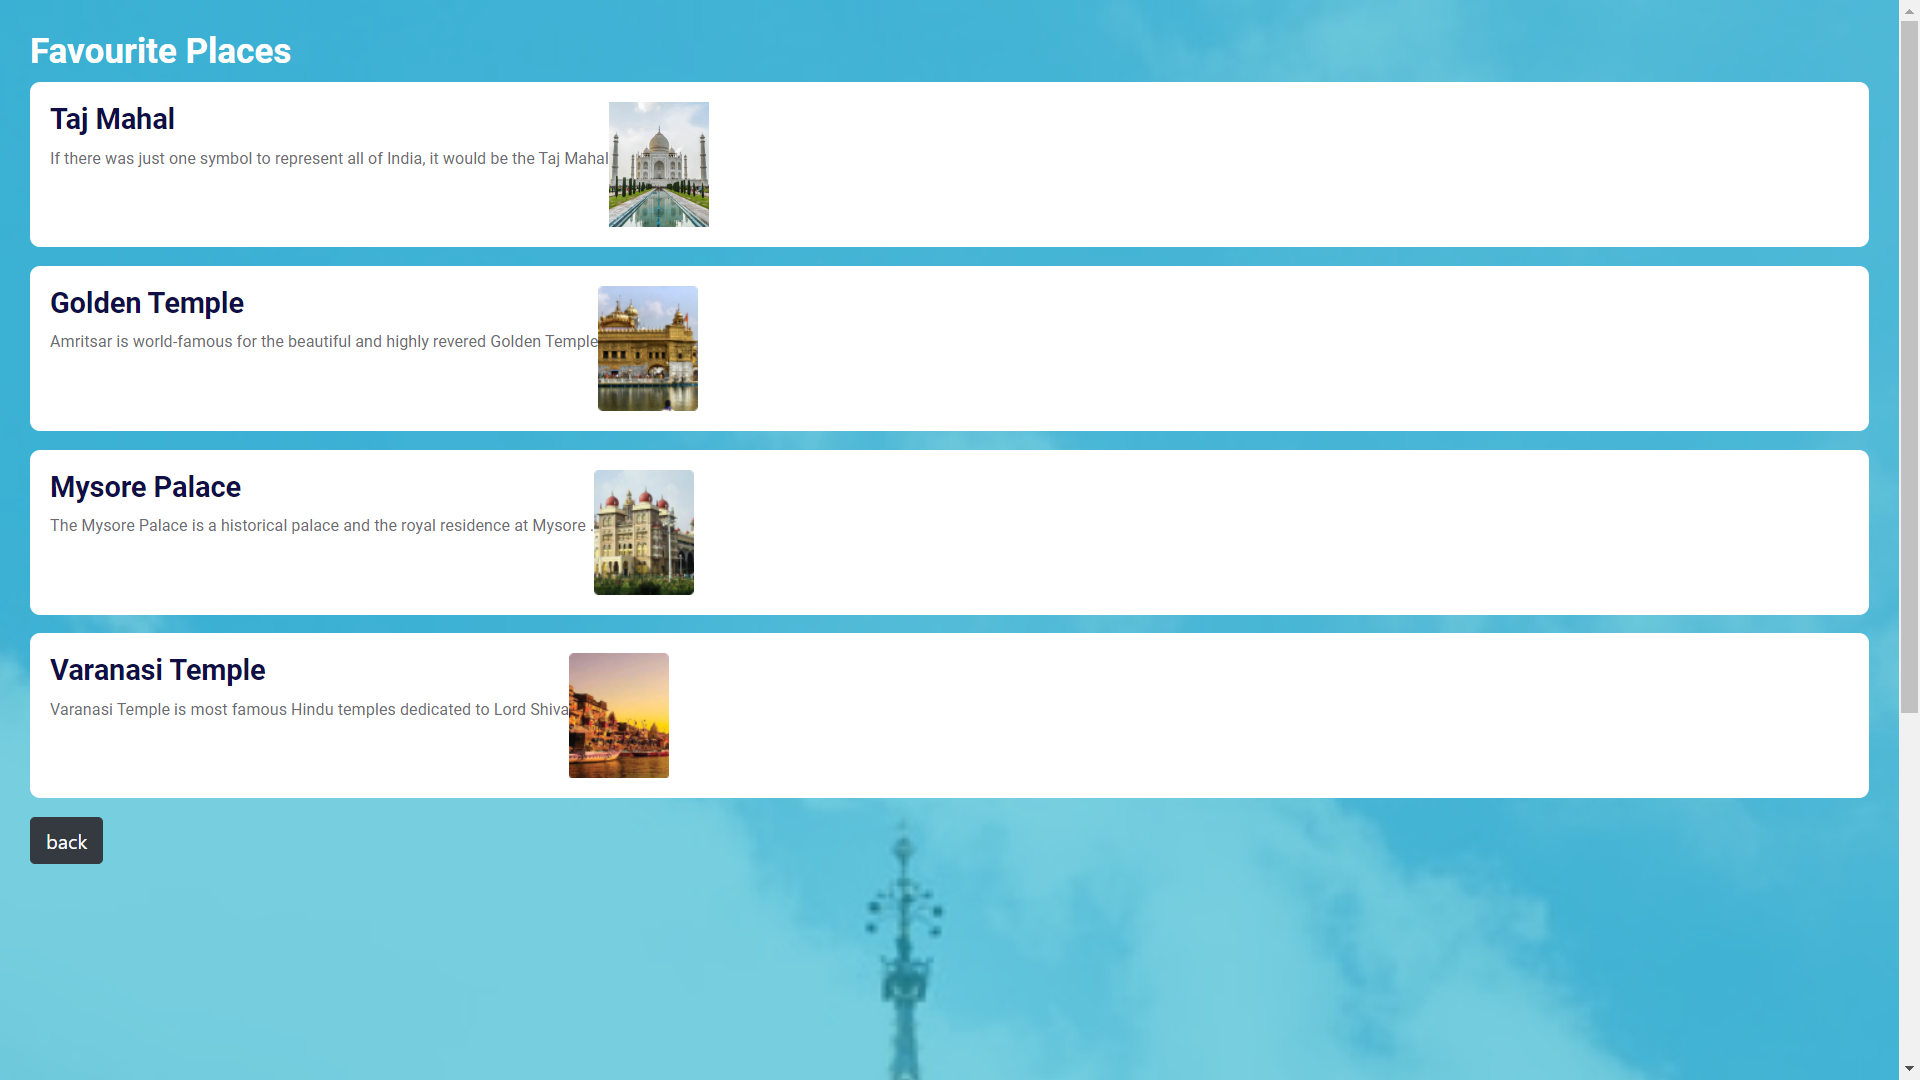 Favourite Places
Taj Mahal
If there was just one symbol to represent all of India, it would be the Taj Mahal
Golden Temple
Amritsar is world-famous for the beautiful and highly revered Golden Temple
Mysore Palace
The Mysore Palace is a historical palace and the royal residence at Mysore .
Varanasi Temple
Varanasi Temple is most famous Hindu temples dedicated to Lord Shiva
back